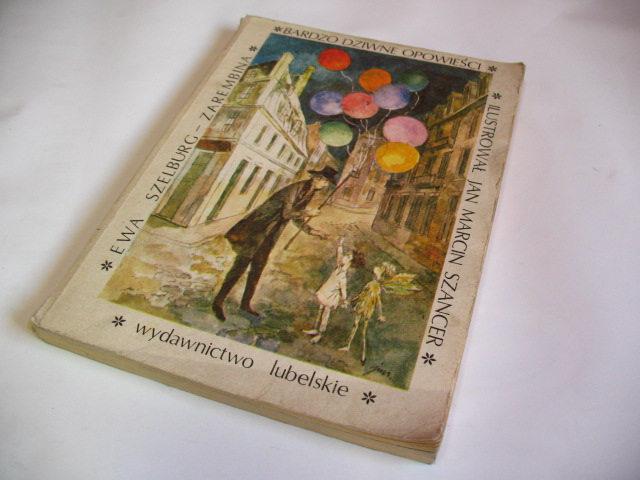 * BARDZO DZIWNE OPOWIEŚCI *
* ILUSTROWAŁ JAN MARCIN SZANCER *
* EWA SZELBURG-ZAREMBINA *
* wydawnictwo lubelskie *